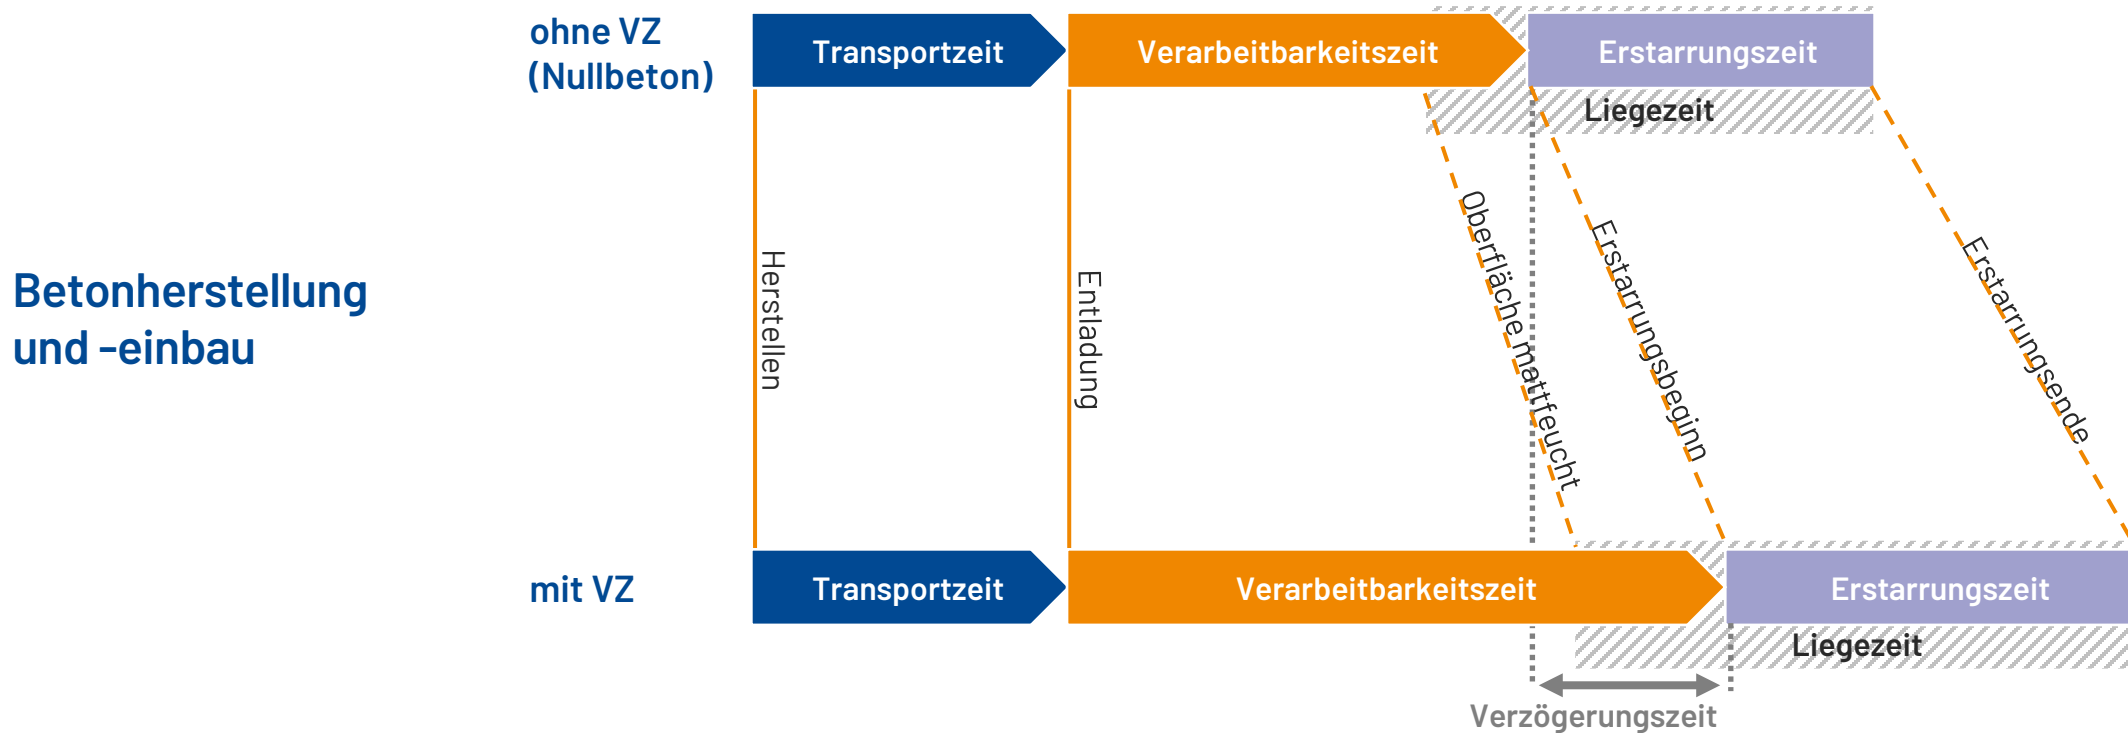 ohne VZ
(Nullbeton)
Transportzeit
Verarbeitbarkeitszeit
Erstarrungszeit
Liegezeit
Betonherstellung
und -einbau
Herstellen
Entladung
Oberfläche mattfeucht
Erstarrungsbeginn
Erstarrungsende
mit VZ
Transportzeit
Verarbeitbarkeitszeit
Erstarrungszeit
Liegezeit
Verzögerungszeit